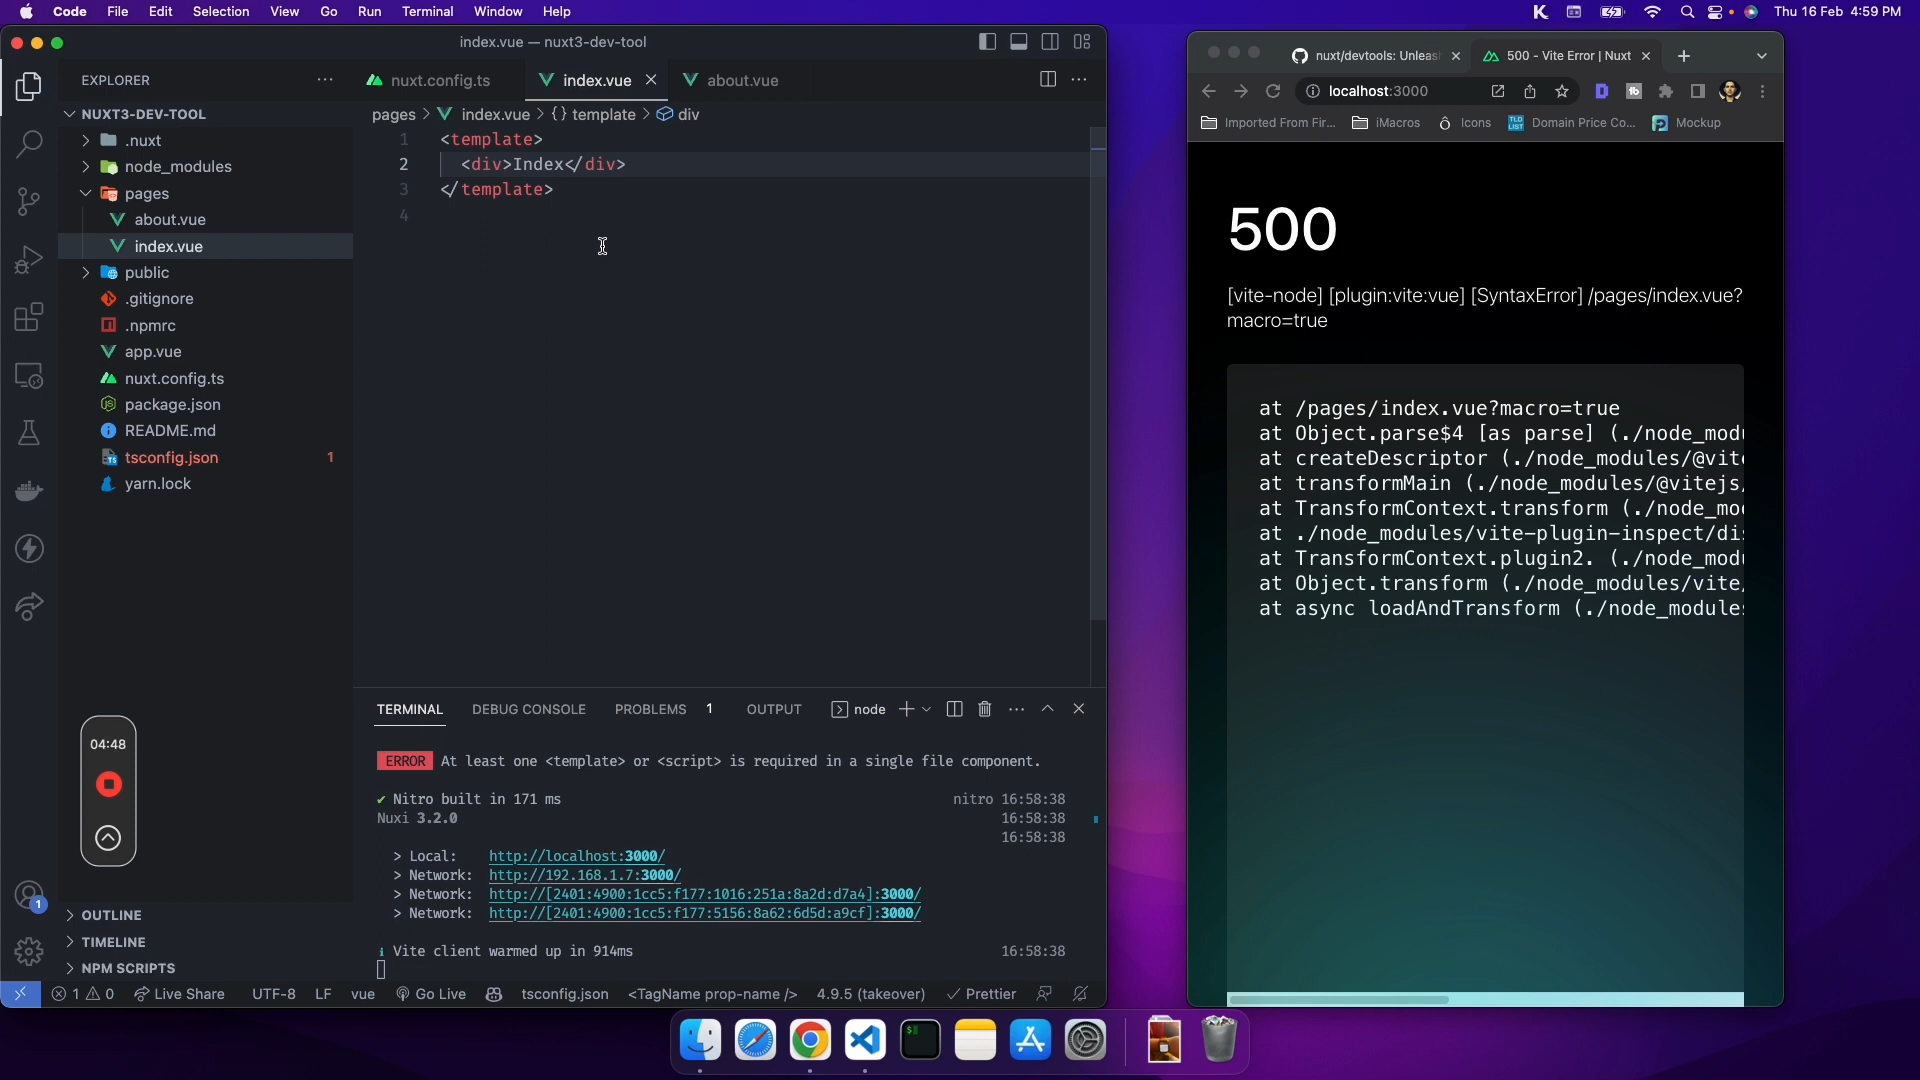 Code File Edit Selection View Go Run Terminal Window Help
Thu 16 Feb 4:59 PM
index.vue — nuxt3-dev-tool
EXPLORER
nuxt.config.ts
index.vue
about.vue
NUXT3-DEV-TOOL
.nuxt
node_modules
pages
about.vue
index.vue
public
.gitignore
.npmrc
app.vue
nuxt.config.ts
package.json
README.md
tsconfig.json 1
yarn.lock
04:48
1
OUTLINE
TIMELINE
NPM SCRIPTS
pages > index.vue > {} template > div
1 <template>
2 <div>Index</div>
3 </template>
4
TERMINAL DEBUG CONSOLE PROBLEMS 1 OUTPUT node
ERROR At least one <template> or <script> is required in a single file component.
✔ Nitro built in 171 ms nitro 16:58:38
Nuxi 3.2.0 16:58:38
16:58:38
> Local: http://localhost:3000/
> Network: http://192.168.1.7:3000/
> Network: http://[2401:4900:1cc5:f177:1016:251a:8a2d:d7a4]:3000/
> Network: http://[2401:4900:1cc5:f177:5156:8a62:6d5d:a9cf]:3000/
ℹ Vite client warmed up in 914ms 16:58:38
1 0 Live Share UTF-8 LF vue Go Live tsconfig.json <TagName prop-name /> 4.9.5 (takeover) Prettier
nuxt/devtools: Unleas
500 - Vite Error | Nuxt
localhost:3000
Imported From Fir... iMacros Icons Domain Price Co... Mockup
500
[vite-node] [plugin:vite:vue] [SyntaxError] /pages/index.vue?
macro=true
at /pages/index.vue?macro=true
at Object.parse$4 [as parse] (./node_modu
at createDescriptor (./node_modules/@vite
at transformMain (./node_modules/@vitejs/
at TransformContext.transform (./node_mo
at ./node_modules/vite-plugin-inspect/di
at TransformContext.plugin2. (./node_modu
at Object.transform (./node_modules/vite/
at async loadAndTransform (./node_modules